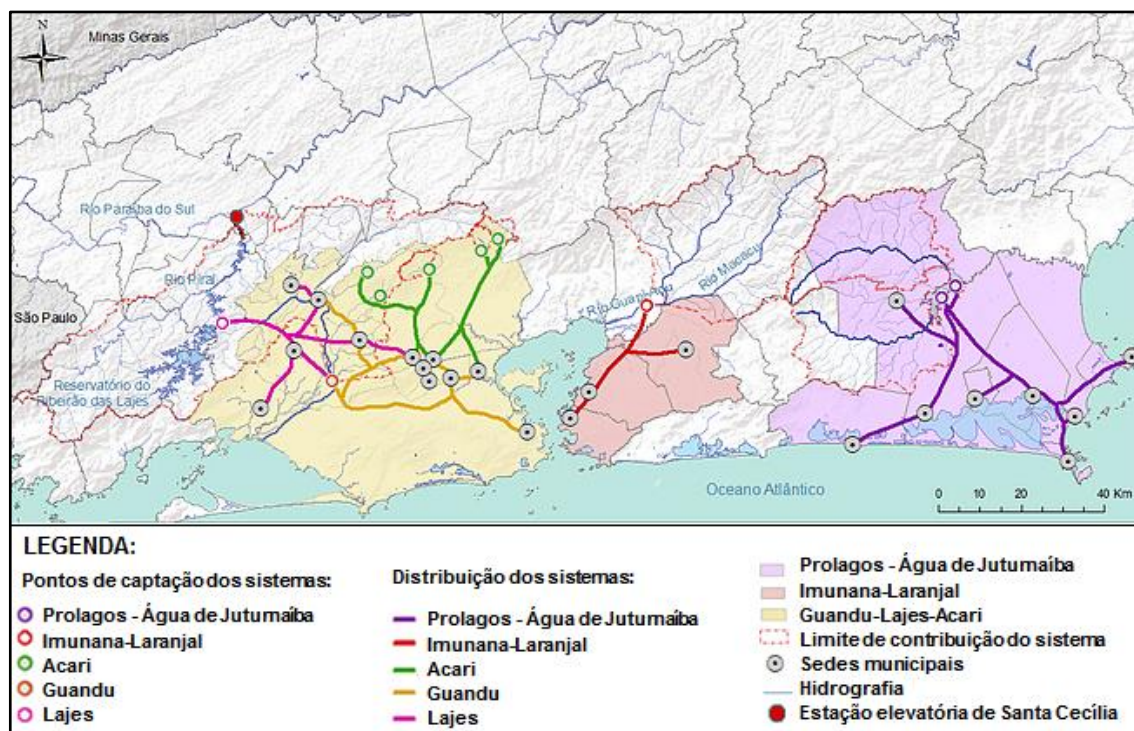 Minas Gerais
N
Rio Paraíba do Sul
Rio Piraí
São Paulo
Reservatório do
Ribeirão das Lajes
Rio Guapiaçu
Rio Macacu
Oceano Atlântico
0 10 20 40 Km
LEGENDA:
Pontos de captação dos sistemas:
Prolagos - Água de Juturnaíba
Imunana-Laranjal
Acari
Guandu
Lajes
Distribuição dos sistemas:
Prolagos - Água de Juturnaíba
Imunana-Laranjal
Acari
Guandu
Lajes
Prolagos - Água de Juturnaíba
Imunana-Laranjal
Guandu-Lajes-Acari
Limite de contribuição do sistema
Sedes municipais
Hidrografia
Estação elevatória de Santa Cecília